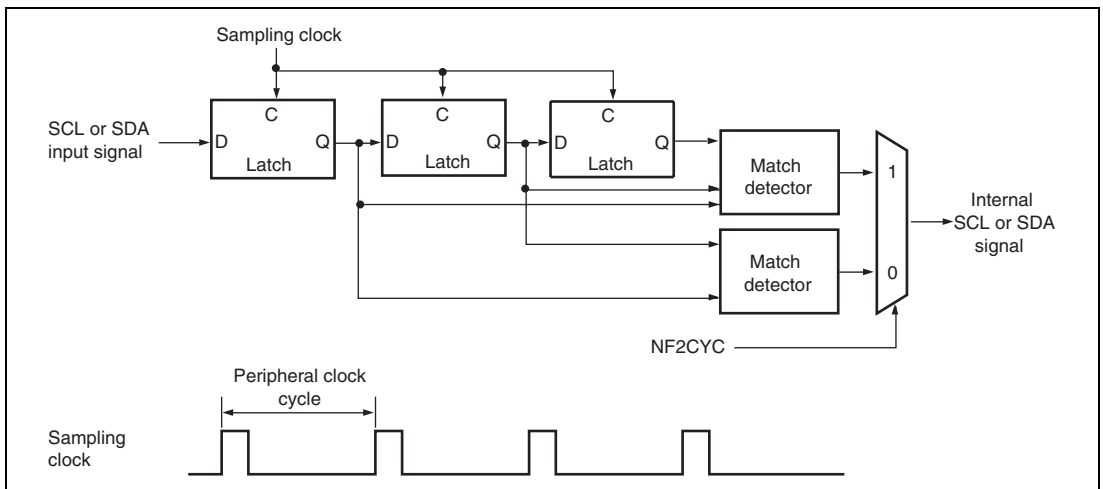 Sampling clock
SCL or SDA
input signal
C
D
Q
Latch
C
D
Q
Latch
C
D
Q
Latch
Match
detector
Match
detector
1
0
Internal
SCL or SDA
signal
NF2CYC
Peripheral clock
cycle
Sampling
clock